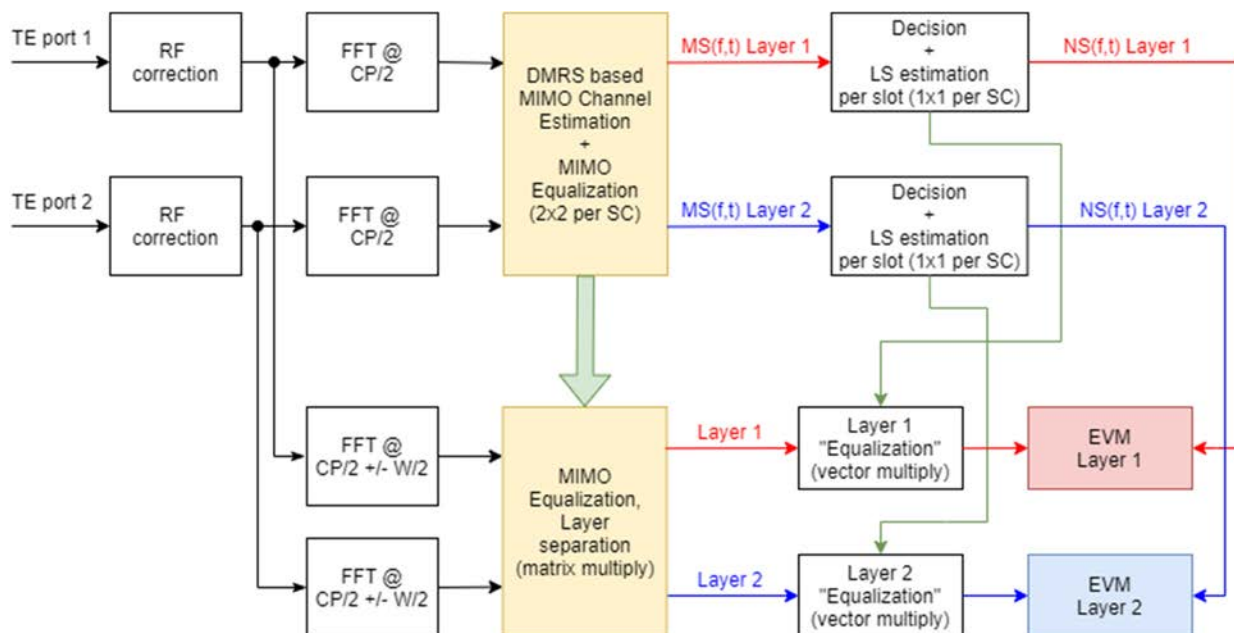 TE port 1
RF
correction
FFT @
CP/2
DMRS based
MIMO Channel
Estimation
+
MIMO
Equalization
(2x2 per SC)
MS(f,t) Layer 1
Decision
+
LS estimation
per slot (1x1 per SC)
NS(f,t) Layer 1
TE port 2
RF
correction
FFT @
CP/2
MS(f,t) Layer 2
Decision
+
LS estimation
per slot (1x1 per SC)
NS(f,t) Layer 2
FFT @
CP/2 +/- W/2
MIMO
Equalization,
Layer
separation
(matrix multiply)
Layer 1
Layer 1
"Equalization"
(vector multiply)
EVM
Layer 1
FFT @
CP/2 +/- W/2
Layer 2
Layer 2
"Equalization"
(vector multiply)
EVM
Layer 2